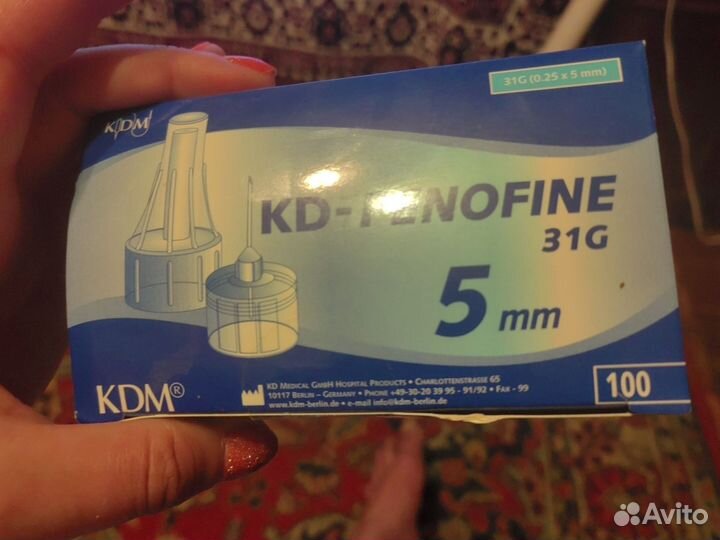 31G (0.25 x 5 mm)
KDM
KD-PENOFINE
31G
5 mm
KDM®
KD MEDICAL GMBH HOSPITAL PRODUCTS • CHARLOTTENSTRASSE 65
10117 BERLIN – GERMANY • PHONE +49-30-20 39 95 - 91/92 • FAX - 99
www.kdm-berlin.de • e-mail info@kdm-berlin.de
100
Avito